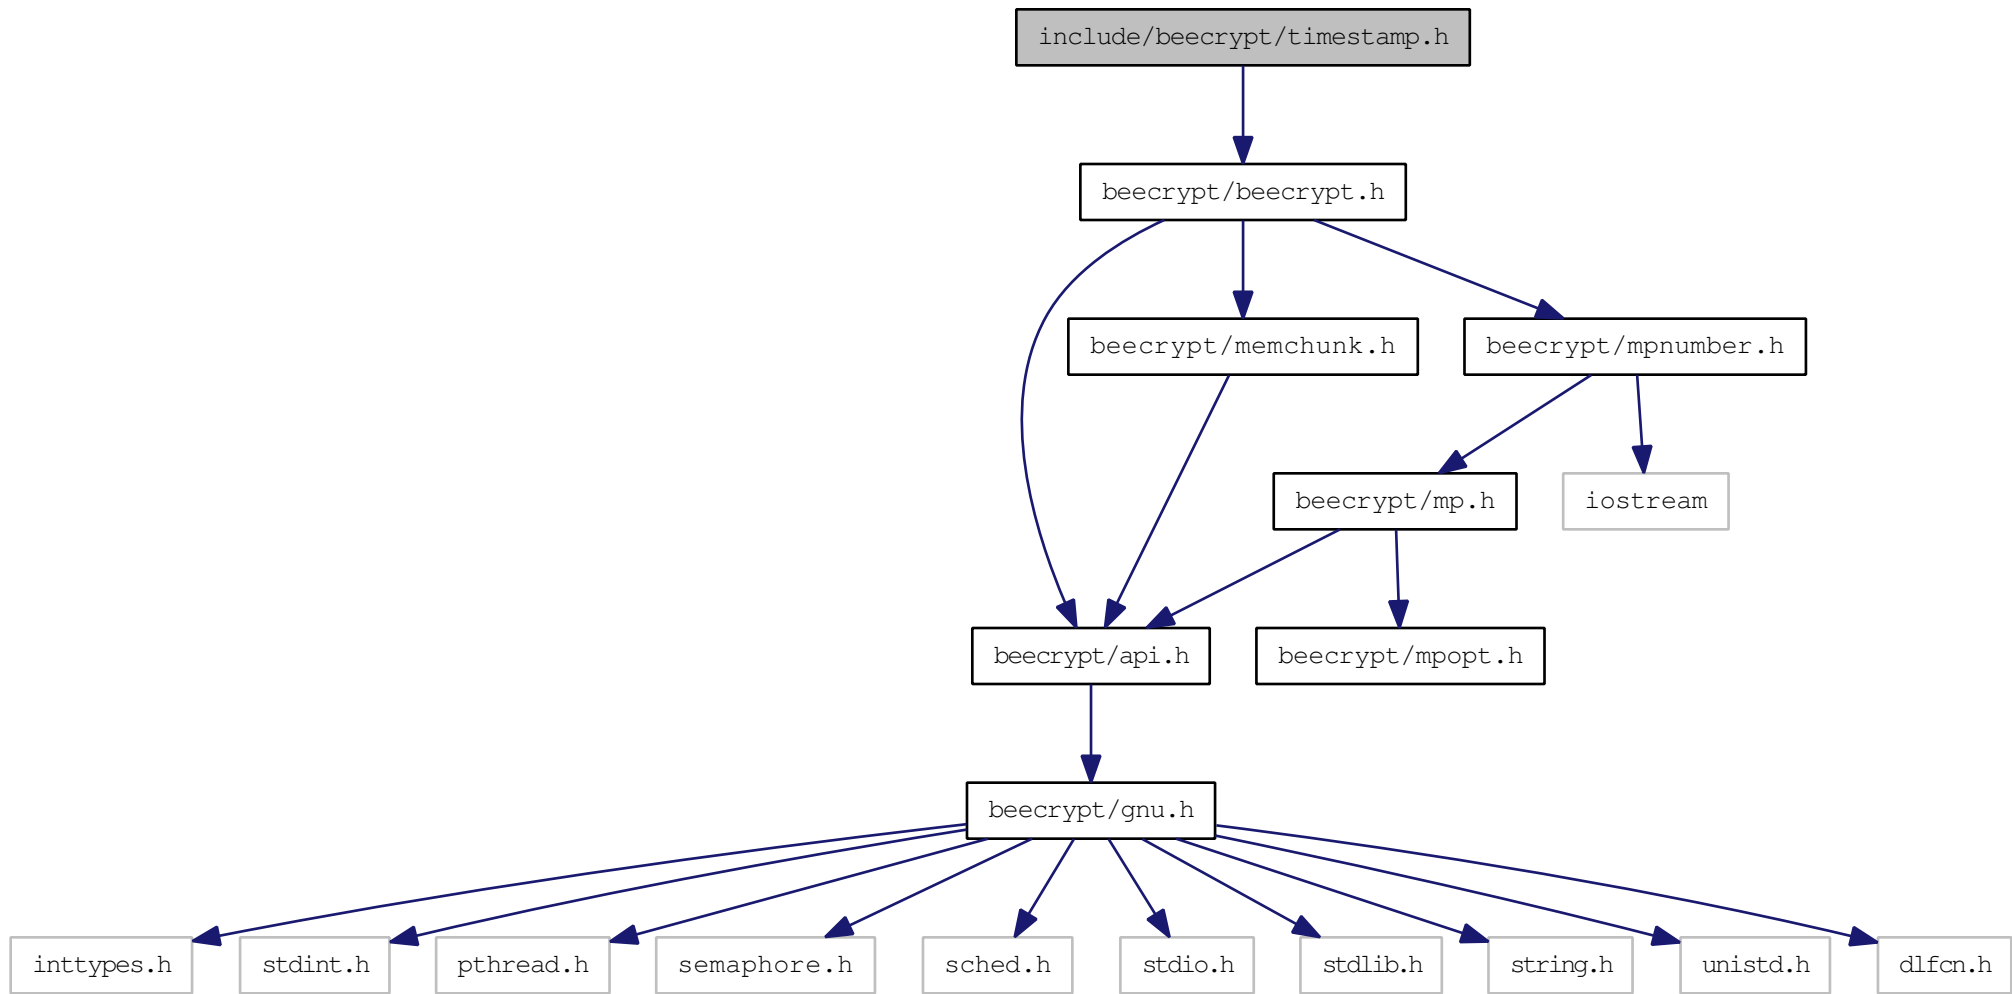 include/beecrypt/timestamp.h
beecrypt/beecrypt.h
beecrypt/memchunk.h
beecrypt/mpnumber.h
beecrypt/mp.h
iostream
beecrypt/api.h
beecrypt/mpopt.h
beecrypt/gnu.h
inttypes.h
stdint.h
pthread.h
semaphore.h
sched.h
stdio.h
stdlib.h
string.h
unistd.h
dlfcn.h